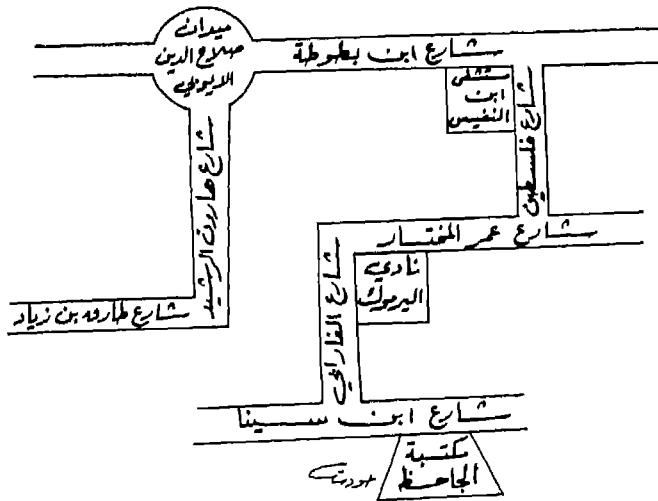 ميدان
صلاح الدين
الايوبي
شارع ابن بطوطة
مستشفى
ابن
النفيس
شارع فلسطين
شارع هارون الرشيد
شارع عمر المختار
نادي
اليرموك
شارع الفارابي
شارع طارق بن زياد
شارع ابن سينا
مكتبة
الجاحظ